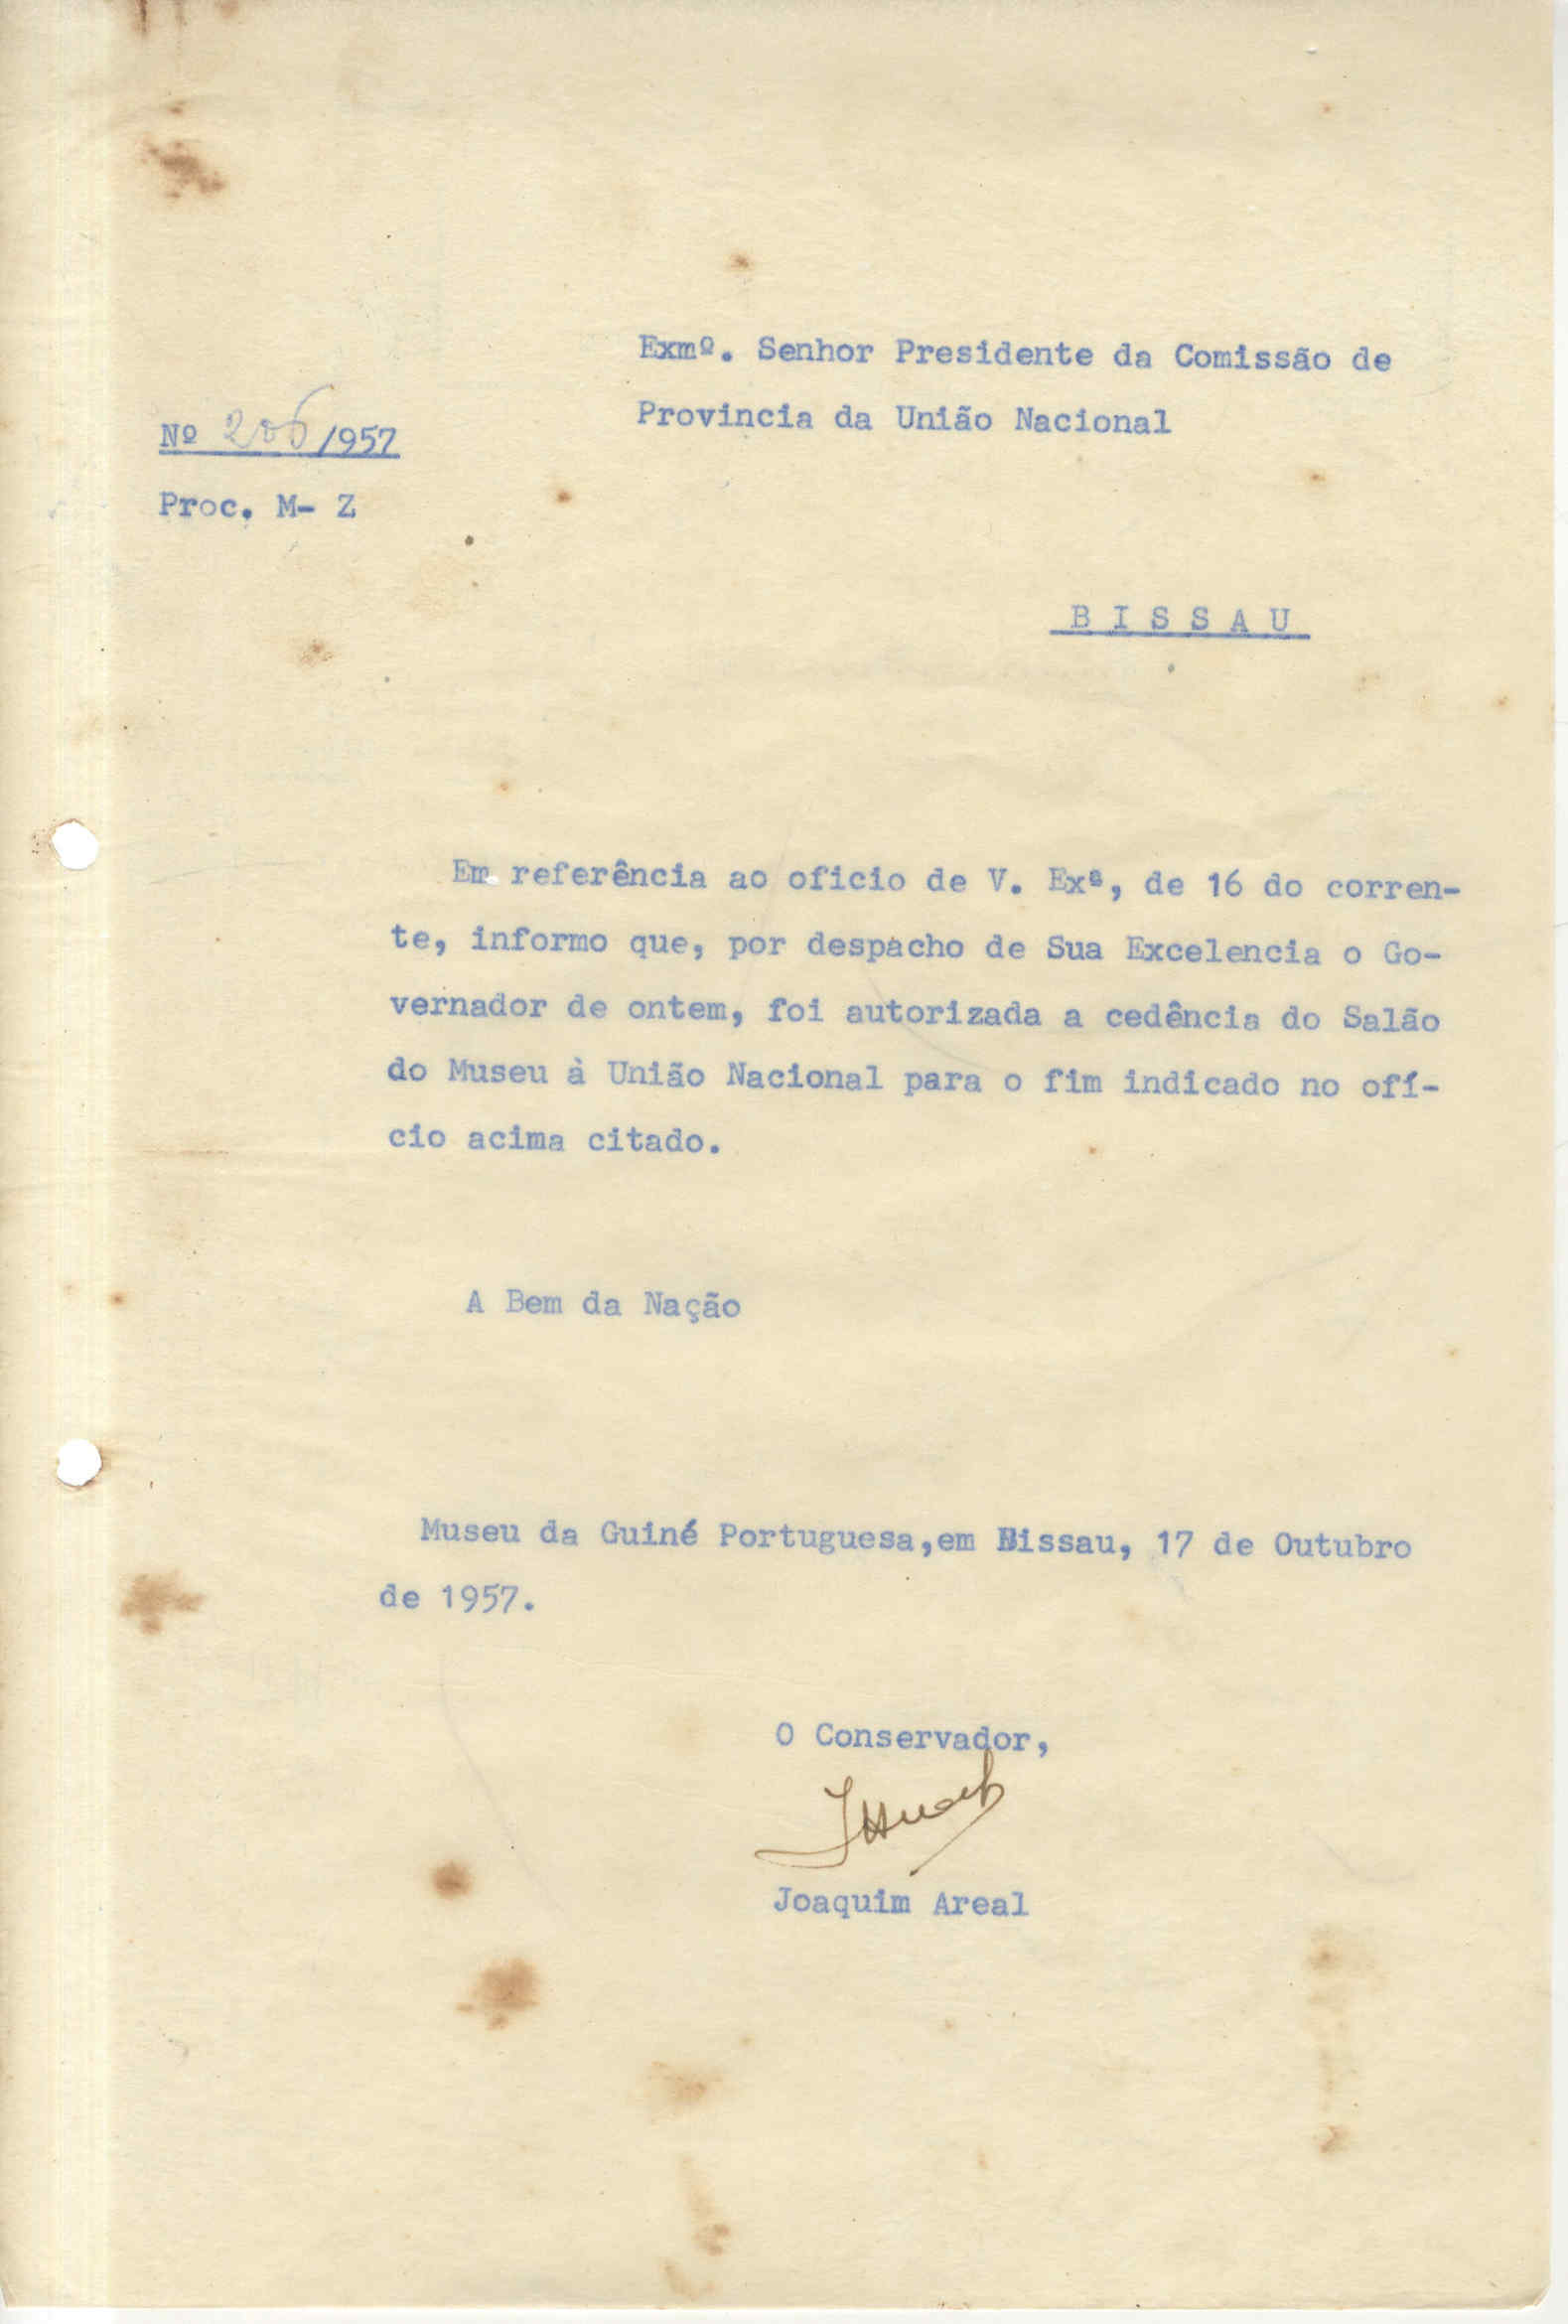 Exmº. Senhor Presidente da Comissão de
Provincia da União Nacional
Nº 206/957
Proc. M- Z
B I S S A U
Em referência ao oficio de V. Exª, de 16 do corren-
te, informo que, por despacho de Sua Excelencia o Go-
vernador de ontem, foi autorizada a cedência do Salão
do Museu à União Nacional para o fim indicado no ofí-
cio acima citado.
A Bem da Nação
Museu da Guiné Portuguesa,em Bissau, 17 de Outubro
de 1957.
O Conservador,
Joaquim Areal